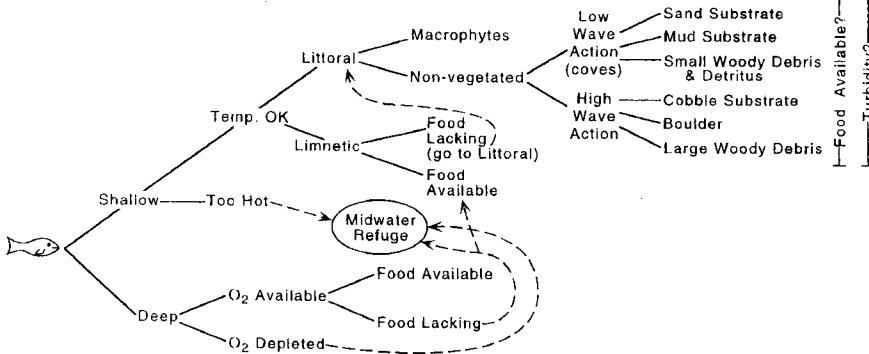 Low
Wave
Action
(coves)
Sand Substrate
Mud Substrate
Small Woody Debris
& Detritus
Macrophytes
Littoral
Non-vegetated
High
Wave
Action
Cobble Substrate
Boulder
Large Woody Debris
Food Available?
Turbidity?
Temp. OK
Limnetic
Food
Lacking
(go to Littoral)
Food
Available
Shallow
Too Hot
Midwater
Refuge
Deep
O₂ Available
Food Available
Food Lacking
O₂ Depleted